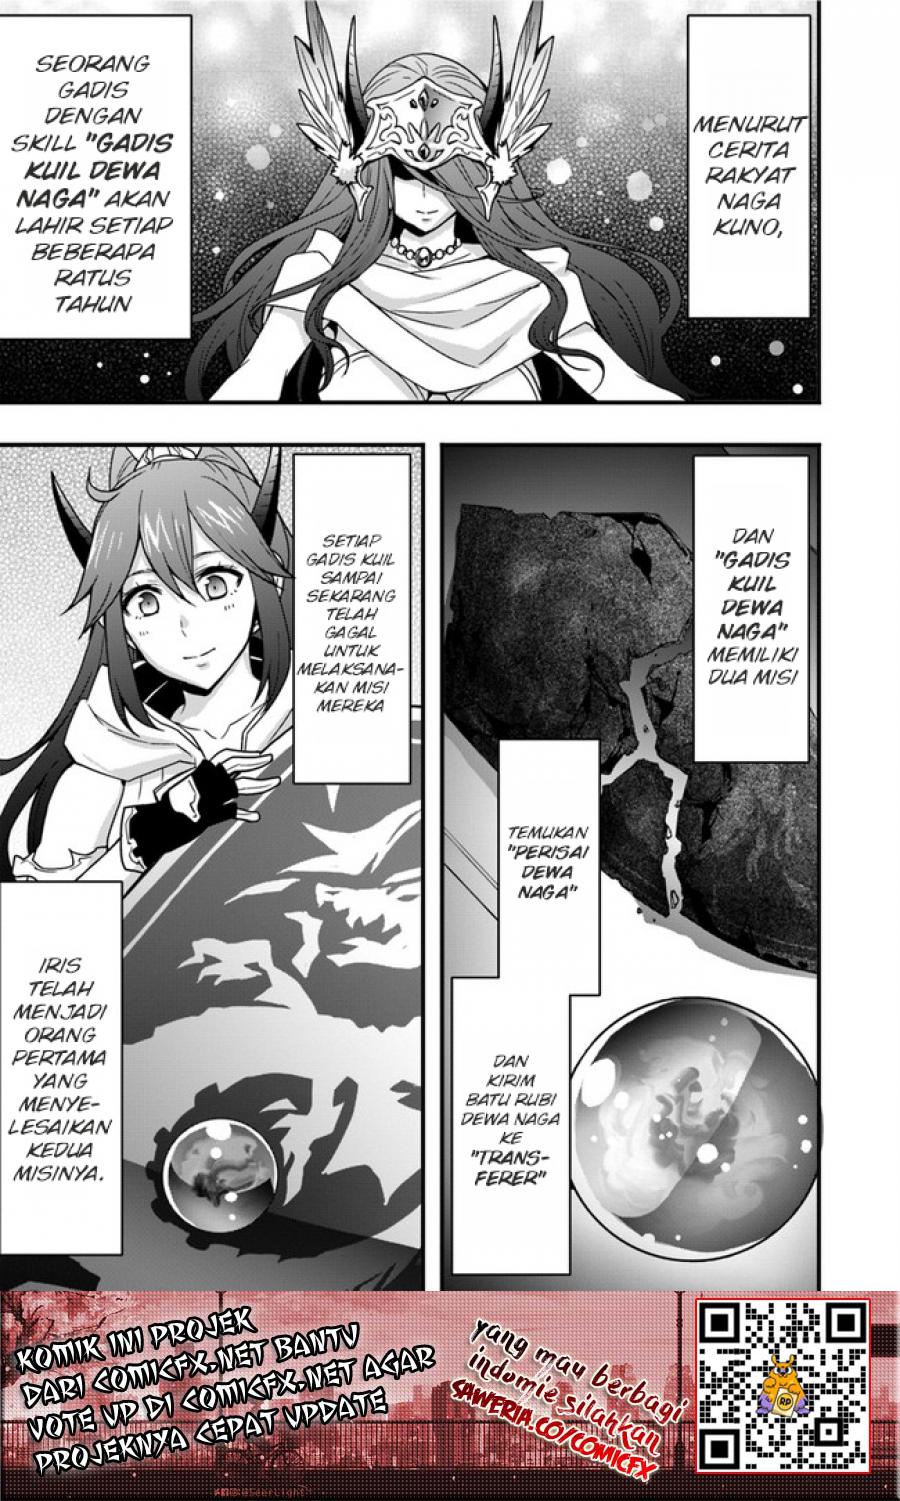 MENURUT
CERITA
RAKYAT
NAGA
KUNO,
SEORANG
GADIS
DENGAN
SKILL "GADIS
KUIL DEWA
NAGA" AKAN
LAHIR SETIAP
BEBERAPA
RATUS
TAHUN
DAN
"GADIS
KUIL
DEWA
NAGA"
MEMILIKI
DUA MISI
TEMUKAN
"PERISAI
DEWA
NAGA"
DAN
KIRIM
BATU RUBI
DEWA NAGA
KE
"TRANS-
FERER"
SETIAP
GADIS KUIL
SAMPAI
SEKARANG
TELAH
GAGAL
UNTUK
MELAKSANA-
KAN MISI
MEREKA
IRIS
TELAH
MENJADI
ORANG
PERTAMA
YANG
MENYE-
LESAIKAN
KEDUA
MISINYA.
KOMIK INI PROJEK
DARI COMICFX.NET BANTU
VOTE UP DI COMICFX.NET AGAR
PROJEKNYA CEPAT UPDATE
yang mau berbagi
indomie silahkan
SAWERIA.CO/COMICFX
RP
@SeerLight